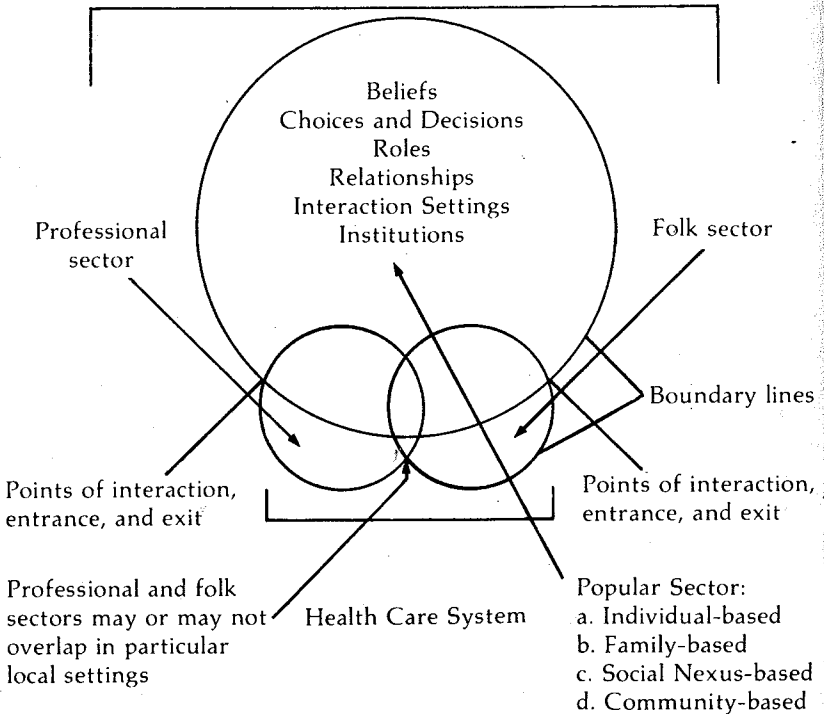 Beliefs
Choices and Decisions
Roles
Relationships
Interaction Settings
Institutions
Professional
sector
Folk sector
Boundary lines
Points of interaction,
entrance, and exit
Points of interaction,
entrance, and exit
Professional and folk
sectors may or may not
overlap in particular
local settings
Health Care System
Popular Sector:
a. Individual-based
b. Family-based
c. Social Nexus-based
d. Community-based